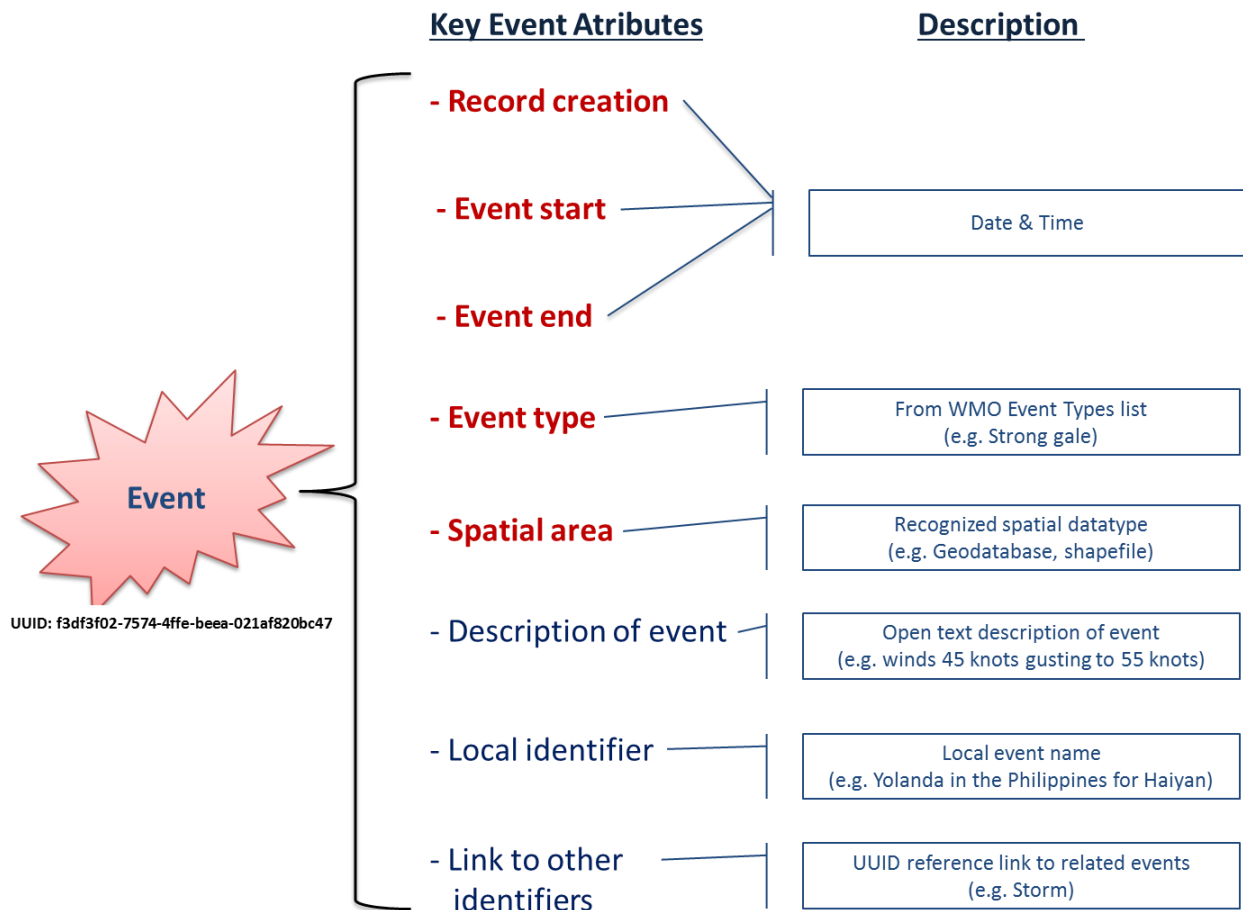 Key Event Atributes
Description
- Record creation
- Event start
Date & Time
- Event end
- Event type
From WMO Event Types list
(e.g. Strong gale)
Event
- Spatial area
Recognized spatial datatype
(e.g. Geodatabase, shapefile)
UUID: f3df3f02-7574-4ffe-beea-021af820bc47
- Description of event
Open text description of event
(e.g. winds 45 knots gusting to 55 knots)
- Local identifier
Local event name
(e.g. Yolanda in the Philippines for Haiyan)
- Link to other
identifiers
UUID reference link to related events
(e.g. Storm)